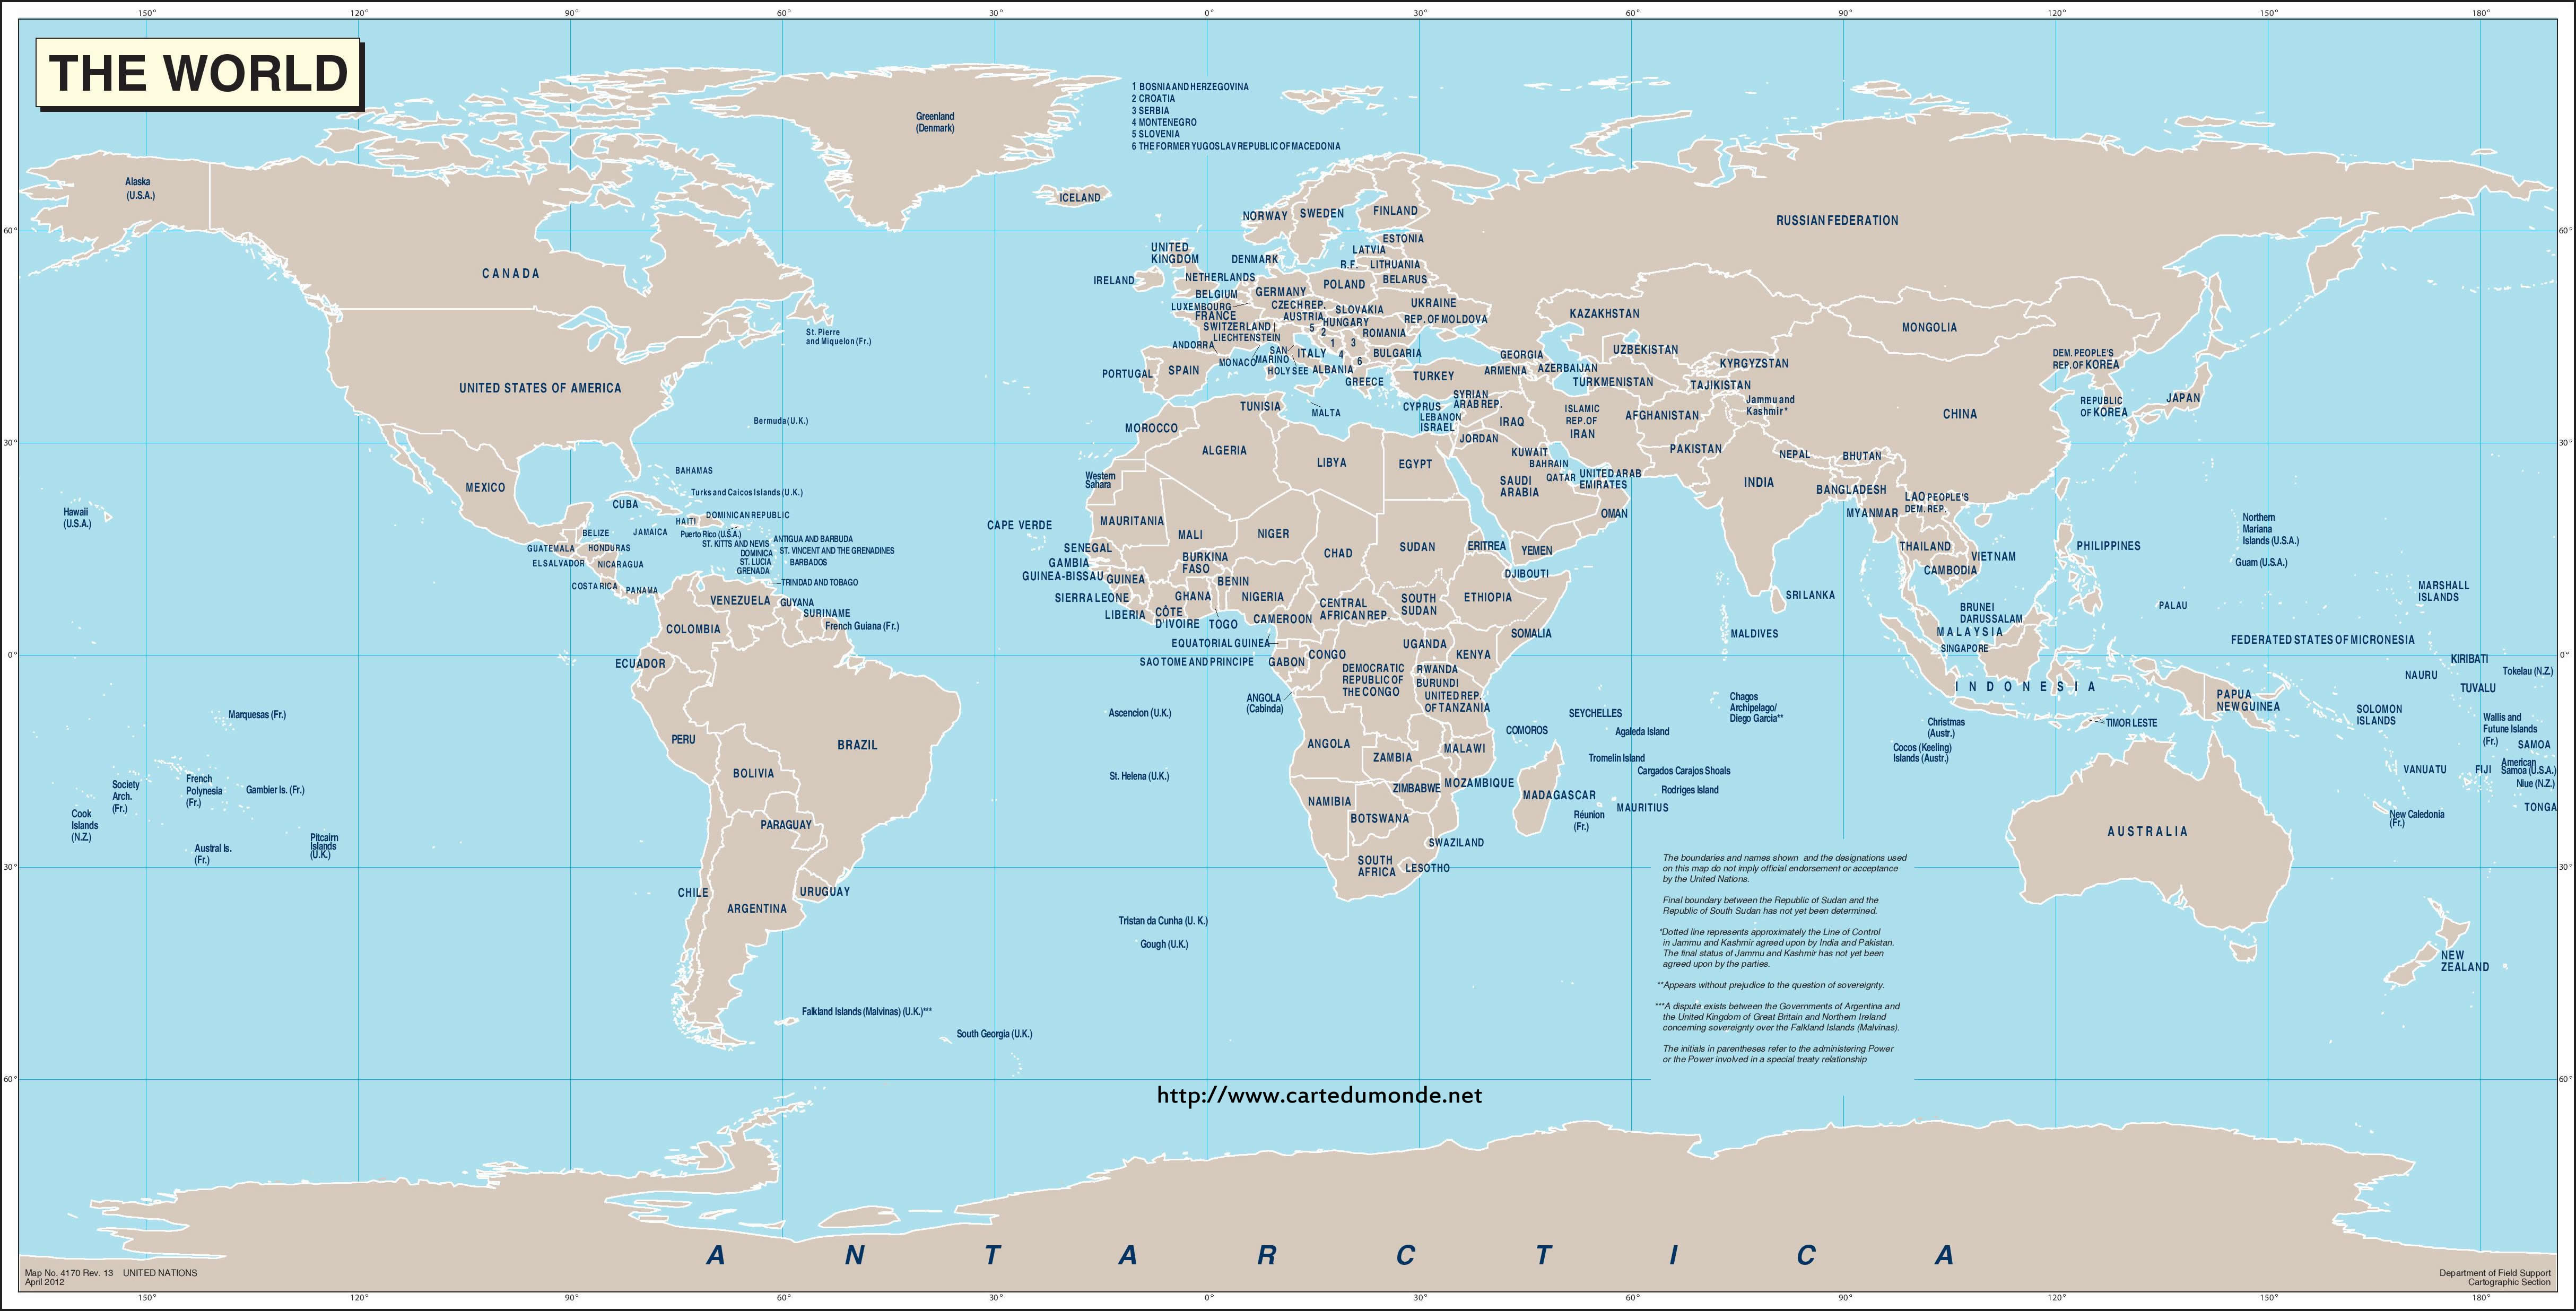 150°
120°
90°
60°
30°
0°
30°
60°
90°
120°
150°
180°
THE WORLD
1 BOSNIA AND HERZEGOVINA
2 CROATIA
3 SERBIA
4 MONTENEGRO
5 SLOVENIA
6 THE FORMER YUGOSLAV REPUBLIC OF MACEDONIA
Greenland
(Denmark)
Alaska
(U.S.A.)
ICELAND
NORWAY
SWEDEN
FINLAND
RUSSIAN FEDERATION
60°
60°
ESTONIA
LATVIA
R.F.
LITHUANIA
BELARUS
UNITED
KINGDOM
DENMARK
IRELAND
NETHERLANDS
BELGIUM
GERMANY
POLAND
LUXEMBOURG
CZECH REP.
SLOVAKIA
UKRAINE
FRANCE
AUSTRIA
HUNGARY
REP. OF MOLDOVA
SWITZERLAND
5
2
ROMANIA
LIECHTENSTEIN
1
3
ANDORRA
SAN
MARINO
ITALY
4
BULGARIA
MONACO
6
HOLY SEE
ALBANIA
GREECE
PORTUGAL
SPAIN
CANADA
St. Pierre
and Miquelon (Fr.)
UNITED STATES OF AMERICA
Bermuda (U.K.)
KAZAKHSTAN
MONGOLIA
UZBEKISTAN
GEORGIA
ARMENIA
AZERBAIJAN
TURKMENISTAN
KYRGYZSTAN
TAJIKISTAN
TURKEY
DEM. PEOPLE'S
REP. OF KOREA
REPUBLIC
OF KOREA
JAPAN
CHINA
Jammu and
Kashmir*
AFGHANISTAN
ISLAMIC
REP. OF
IRAN
SYRIAN
ARAB REP.
CYPRUS
LEBANON
ISRAEL
IRAQ
JORDAN
TUNISIA
MALTA
MOROCCO
30°
30°
ALGERIA
LIBYA
EGYPT
KUWAIT
BAHRAIN
QATAR
UNITED ARAB
EMIRATES
SAUDI
ARABIA
OMAN
YEMEN
PAKISTAN
NEPAL
BHUTAN
INDIA
BANGLADESH
MYANMAR
LAO PEOPLE'S
DEM. REP.
THAILAND
VIETNAM
CAMBODIA
PHILIPPINES
SRI LANKA
MALDIVES
MEXICO
BAHAMAS
Turks and Caicos Islands (U.K.)
CUBA
HAITI
DOMINICAN REPUBLIC
JAMAICA
Puerto Rico (U.S.A.)
ST. KITTS AND NEVIS
ANTIGUA AND BARBUDA
DOMINICA
ST. VINCENT AND THE GRENADINES
ST. LUCIA
BARBADOS
GRENADA
TRINIDAD AND TOBAGO
BELIZE
GUATEMALA
HONDURAS
EL SALVADOR
NICARAGUA
COSTA RICA
PANAMA
Hawaii
(U.S.A.)
Western
Sahara
CAPE VERDE
MAURITANIA
MALI
NIGER
CHAD
SUDAN
ERITREA
DJIBOUTI
SENEGAL
GAMBIA
GUINEA-BISSAU
GUINEA
BURKINA
FASO
BENIN
SIERRA LEONE
LIBERIA
CÔTE
D'IVOIRE
GHANA
TOGO
NIGERIA
CAMEROON
CENTRAL
AFRICAN REP.
SOUTH
SUDAN
ETHIOPIA
SOMALIA
EQUATORIAL GUINEA
SAO TOME AND PRINCIPE
GABON
CONGO
UGANDA
KENYA
DEMOCRATIC
REPUBLIC OF
THE CONGO
RWANDA
BURUNDI
UNITED REP.
OF TANZANIA
ANGOLA
(Cabinda)
VENEZUELA
GUYANA
SURINAME
French Guiana (Fr.)
COLOMBIA
0°
0°
ECUADOR
PERU
BRAZIL
BOLIVIA
PARAGUAY
CHILE
ARGENTINA
URUGUAY
Northern
Mariana
Islands (U.S.A.)
Guam (U.S.A.)
PALAU
MARSHALL
ISLANDS
FEDERATED STATES OF MICRONESIA
BRUNEI
DARUSSALAM
MALAYSIA
SINGAPORE
INDONESIA
KIRIBATI
NAURU
Tokelau (N.Z.)
TUVALU
PAPUA
NEW GUINEA
SOLOMON
ISLANDS
TIMOR LESTE
Wallis and
Futune Islands
(Fr.)
SAMOA
American
Samoa (U.S.A)
FIJI
VANUATU
Niue (N.Z.)
TONGA
New Caledonia
(Fr.)
Marquesas (Fr.)
Society
Arch.
(Fr.)
French
Polynesia
(Fr.)
Gambier Is. (Fr.)
Cook
Islands
(N.Z.)
Austral Is.
(Fr.)
Pitcairn
Islands
(U.K.)
Ascencion (U.K.)
St. Helena (U.K.)
Tristan da Cunha (U. K.)
Gough (U.K.)
ANGOLA
ZAMBIA
MALAWI
MOZAMBIQUE
ZIMBABWE
NAMIBIA
BOTSWANA
SWAZILAND
SOUTH
AFRICA
LESOTHO
MADAGASCAR
COMOROS
SEYCHELLES
Agaleda Island
Tromelin Island
Cargados Carajos Shoals
Rodriges Island
MAURITIUS
Réunion
(Fr.)
Chagos
Archipelago/
Diego Garcia**
Christmas
(Austr.)
Cocos (Keeling)
Islands (Austr.)
AUSTRALIA
NEW
ZEALAND
30°
30°
The boundaries and names shown and the designations used
on this map do not imply official endorsement or acceptance
by the United Nations.
Final boundary between the Republic of Sudan and the
Republic of South Sudan has not yet been determined.
*Dotted line represents approximately the Line of Control
in Jammu and Kashmir agreed upon by India and Pakistan.
The final status of Jammu and Kashmir has not yet been
agreed upon by the parties.
**Appears without prejudice to the question of sovereignty.
***A dispute exists between the Governments of Argentina and
the United Kingdom of Great Britain and Northern Ireland
concerning sovereignty over the Falkland Islands (Malvinas).
The initials in parentheses refer to the administering Power
or the Power involved in a special treaty relationship
Falkland Islands (Malvinas) (U.K.)***
South Georgia (U.K.)
60°
60°
http://www.cartedumonde.net
ANTARCTICA
Map No. 4170 Rev. 13 UNITED NATIONS
April 2012
Department of Field Support
Cartographic Section
150°
120°
90°
60°
30°
0°
30°
60°
90°
120°
150°
180°